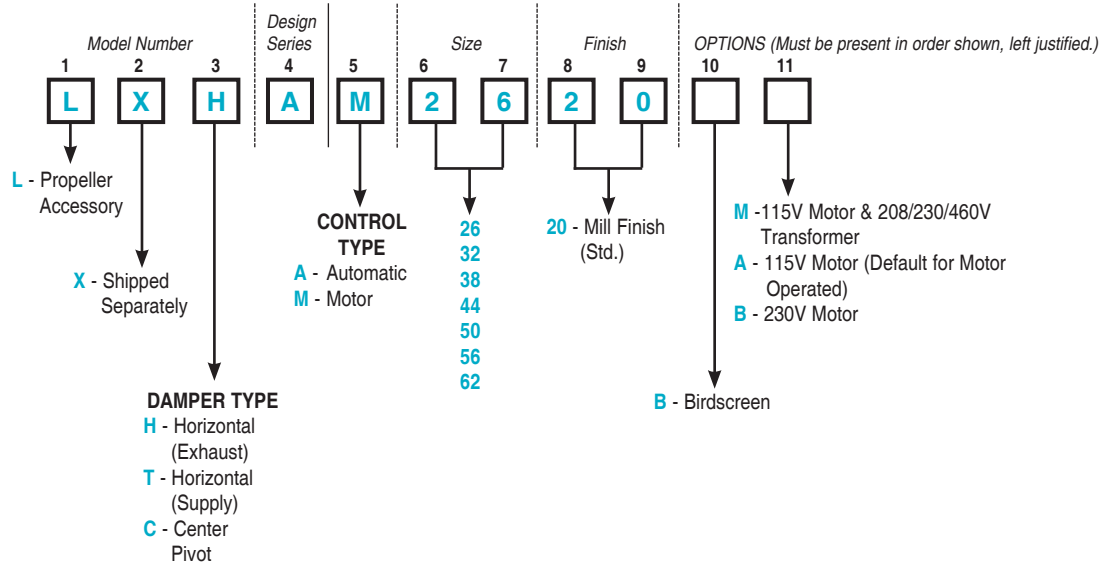 Model Number
Design
Series
Size
Finish
OPTIONS (Must be present in order shown, left justified.)
1 2 3 4 5 6 7 8 9 10 11
L X H A M 2 6 2 0
L - Propeller
Accessory
X - Shipped
Separately
DAMPER TYPE
H - Horizontal
(Exhaust)
T - Horizontal
(Supply)
C - Center
Pivot
CONTROL
TYPE
A - Automatic
M - Motor
26
32
38
44
50
56
62
20 - Mill Finish
(Std.)
B - Birdscreen
M -115V Motor & 208/230/460V
Transformer
A - 115V Motor (Default for Motor
Operated)
B - 230V Motor